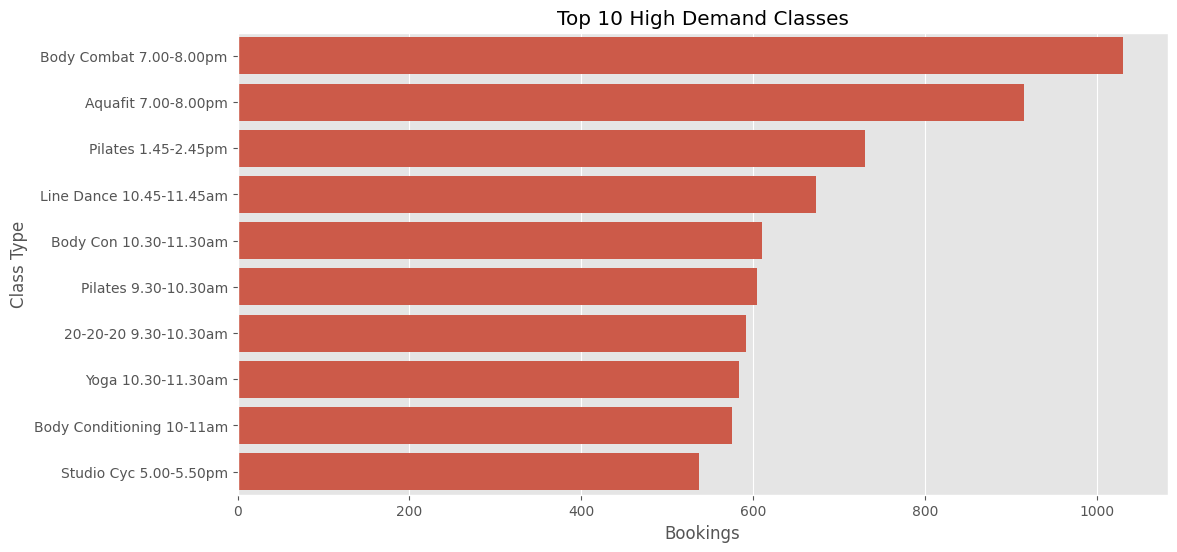 Top 10 High Demand Classes
Class Type
Body Combat 7.00-8.00pm
Aquafit 7.00-8.00pm
Pilates 1.45-2.45pm
Line Dance 10.45-11.45am
Body Con 10.30-11.30am
Pilates 9.30-10.30am
20-20-20 9.30-10.30am
Yoga 10.30-11.30am
Body Conditioning 10-11am
Studio Cyc 5.00-5.50pm
0 200 400 600 800 1000
Bookings